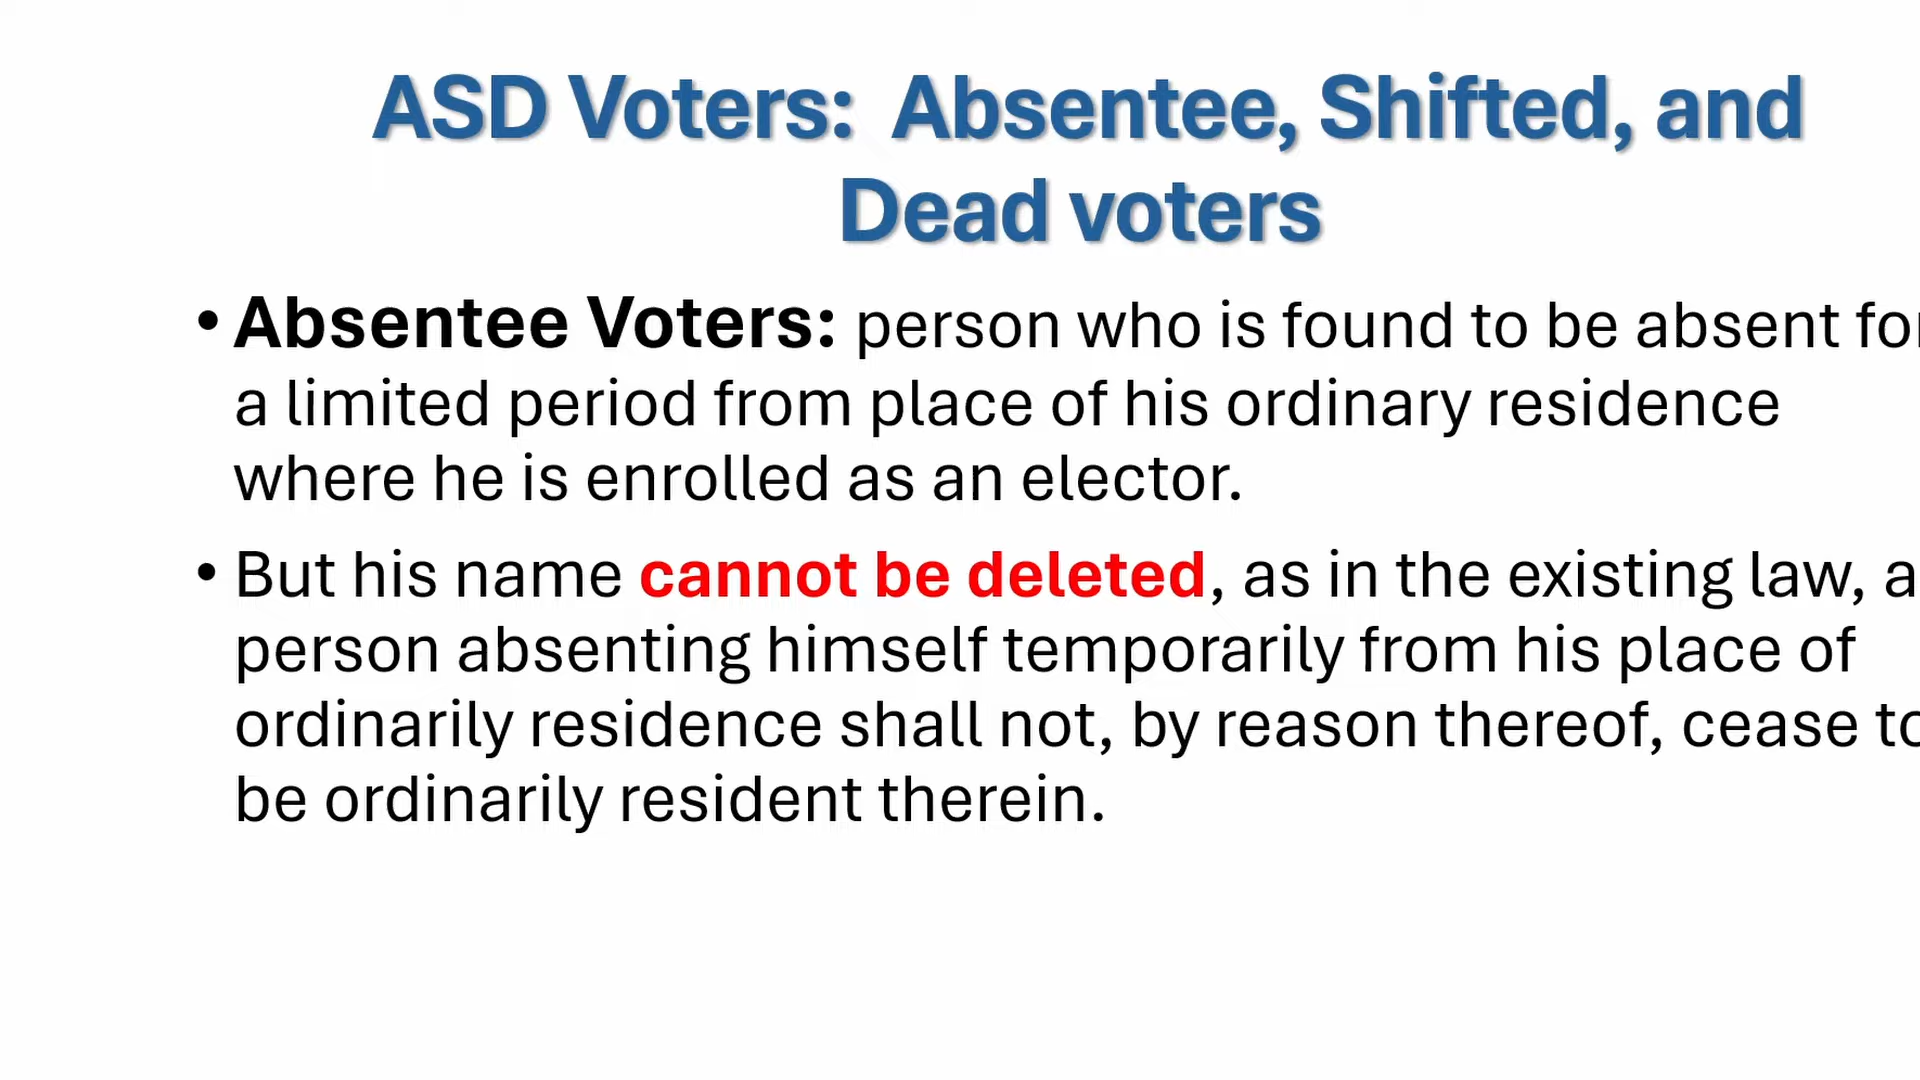 ASD Voters: Absentee, Shifted, and
Dead voters
• Absentee Voters: person who is found to be absent for
a limited period from place of his ordinary residence
where he is enrolled as an elector.
• But his name cannot be deleted, as in the existing law, a
person absenting himself temporarily from his place of
ordinarily residence shall not, by reason thereof, cease to
be ordinarily resident therein.